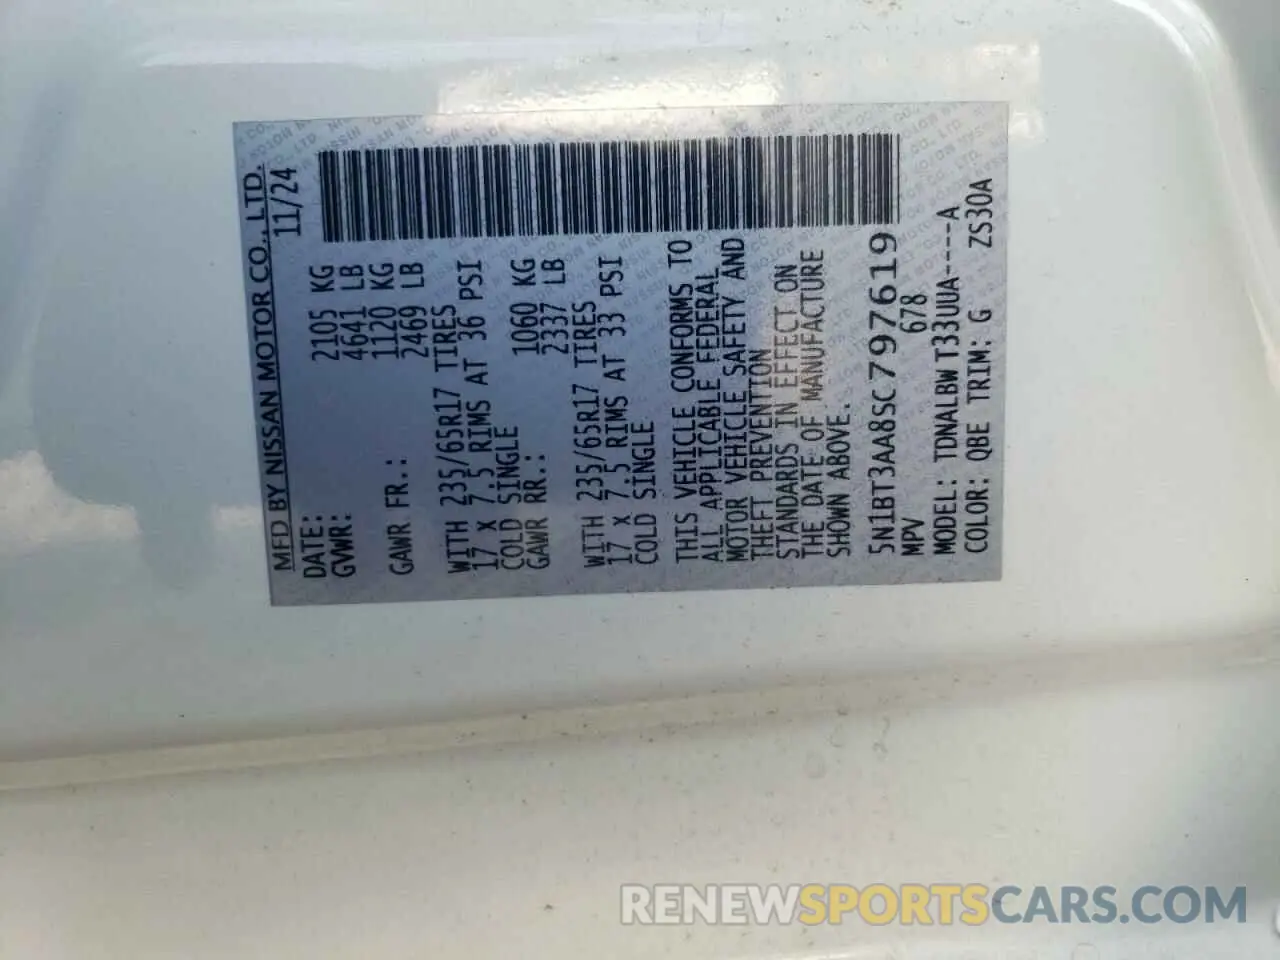 MFD BY NISSAN MOTOR CO., LTD.
DATE: 11/24
GVWR: 2105 KG
4641 LB
GAWR FR.: 1120 KG
2469 LB
WITH 235/65R17 TIRES
17 X 7.5 RIMS AT 36 PSI
COLD SINGLE
GAWR RR.: 1060 KG
2337 LB
WITH 235/65R17 TIRES
17 X 7.5 RIMS AT 33 PSI
COLD SINGLE
THIS VEHICLE CONFORMS TO
ALL APPLICABLE FEDERAL
MOTOR VEHICLE SAFETY AND
THEFT PREVENTION
STANDARDS IN EFFECT ON
THE DATE OF MANUFACTURE
SHOWN ABOVE.
5N1BT3AA8SC797619
MPV 678
MODEL: TDNALBW T33UUA-----A
COLOR: QBE TRIM: G ZS30A
RENEWSPORTSCARS.COM